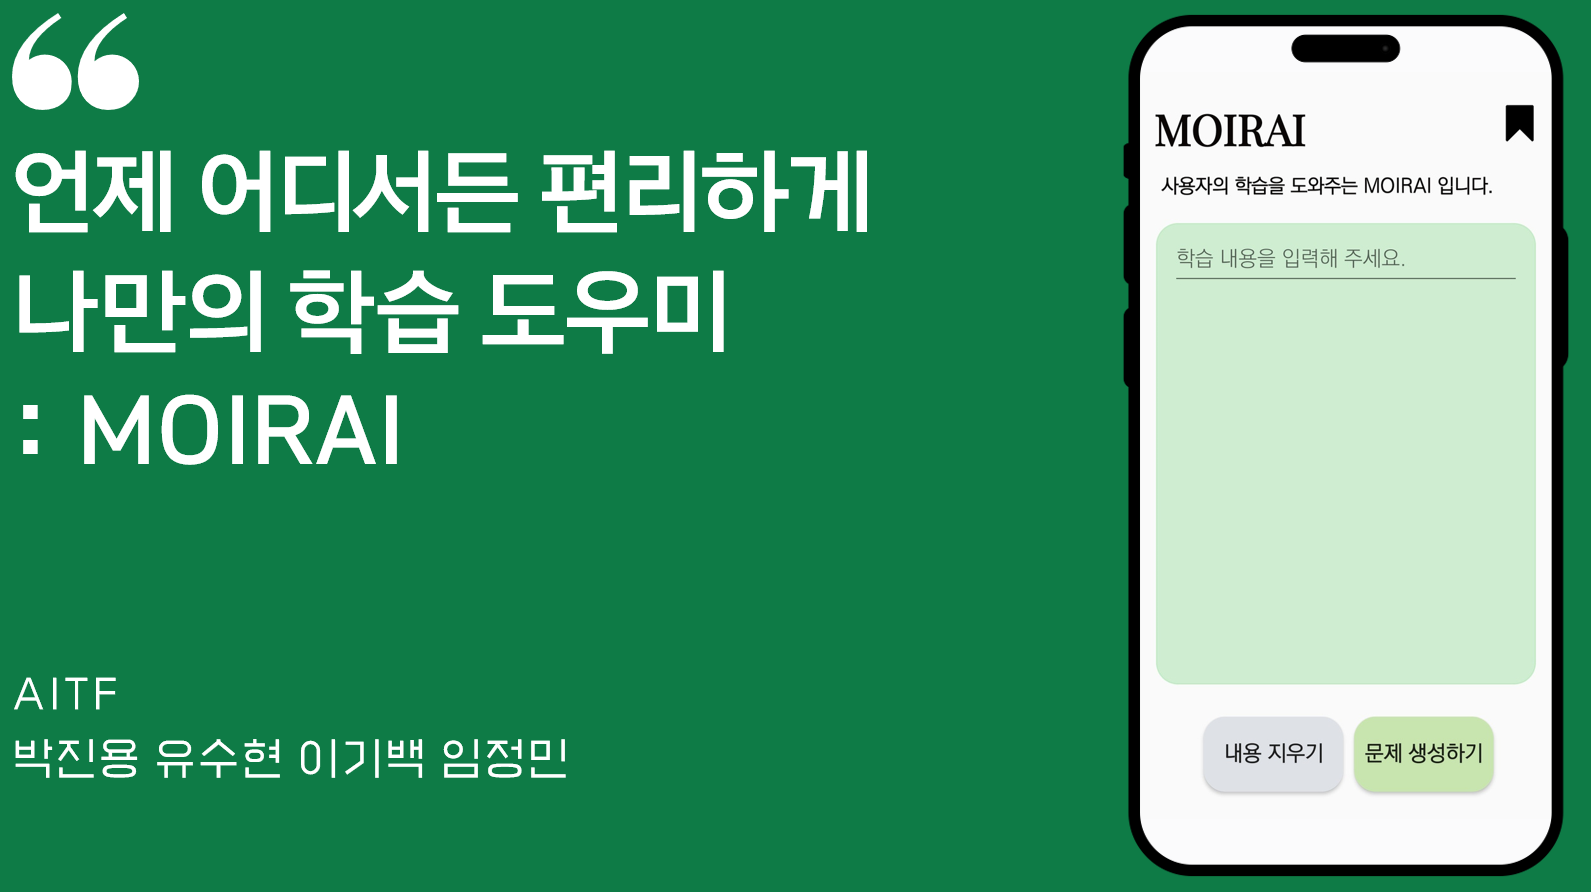 “
언제 어디서든 편리하게
나만의 학습 도우미
: MOIRAI
AITF
박진용 유수현 이기백 임정민
MOIRAI
사용자의 학습을 도와주는 MOIRAI 입니다.
학습 내용을 입력해 주세요.
내용 지우기
문제 생성하기